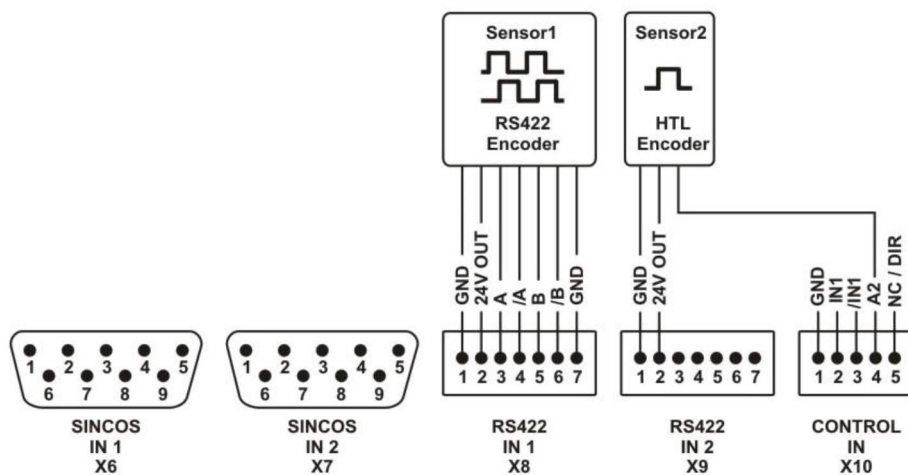 Sensor1
RS422
Encoder
Sensor2
HTL
Encoder
GND
24V OUT
A
/A
B
/B
GND
GND
24V OUT
GND
IN1
/IN1
A2
NC / DIR
1 2 3 4 5
6 7 8 9
SINCOS
IN 1
X6
1 2 3 4 5
6 7 8 9
SINCOS
IN 2
X7
1 2 3 4 5 6 7
RS422
IN 1
X8
1 2 3 4 5 6 7
RS422
IN 2
X9
1 2 3 4 5
CONTROL
IN
X10